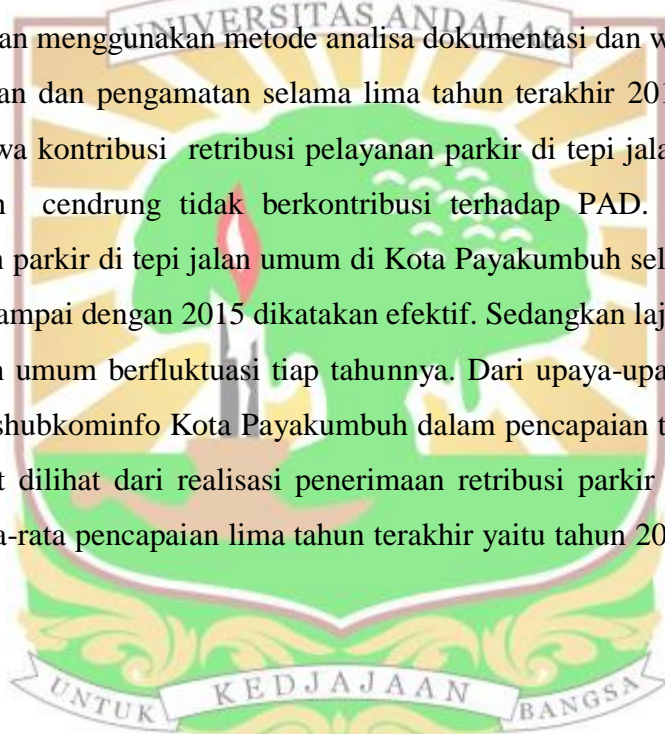 UNIVERSITAS ANDALAS
an menggunakan metode analisa dokumentasi dan w
an dan pengamatan selama lima tahun terakhir 201
wa kontribusi retribusi pelayanan parkir di tepi jala
cendrung tidak berkontribusi terhadap PAD.
parkir di tepi jalan umum di Kota Payakumbuh sel
ampai dengan 2015 dikatakan efektif. Sedangkan laj
umum berfluktuasi tiap tahunnya. Dari upaya-upa
shubkominfo Kota Payakumbuh dalam pencapaian t
t dilihat dari realisasi penerimaan retribusi parkir
a-rata pencapaian lima tahun terakhir yaitu tahun 20
UNTUK KEDJAJAAN BANGSA